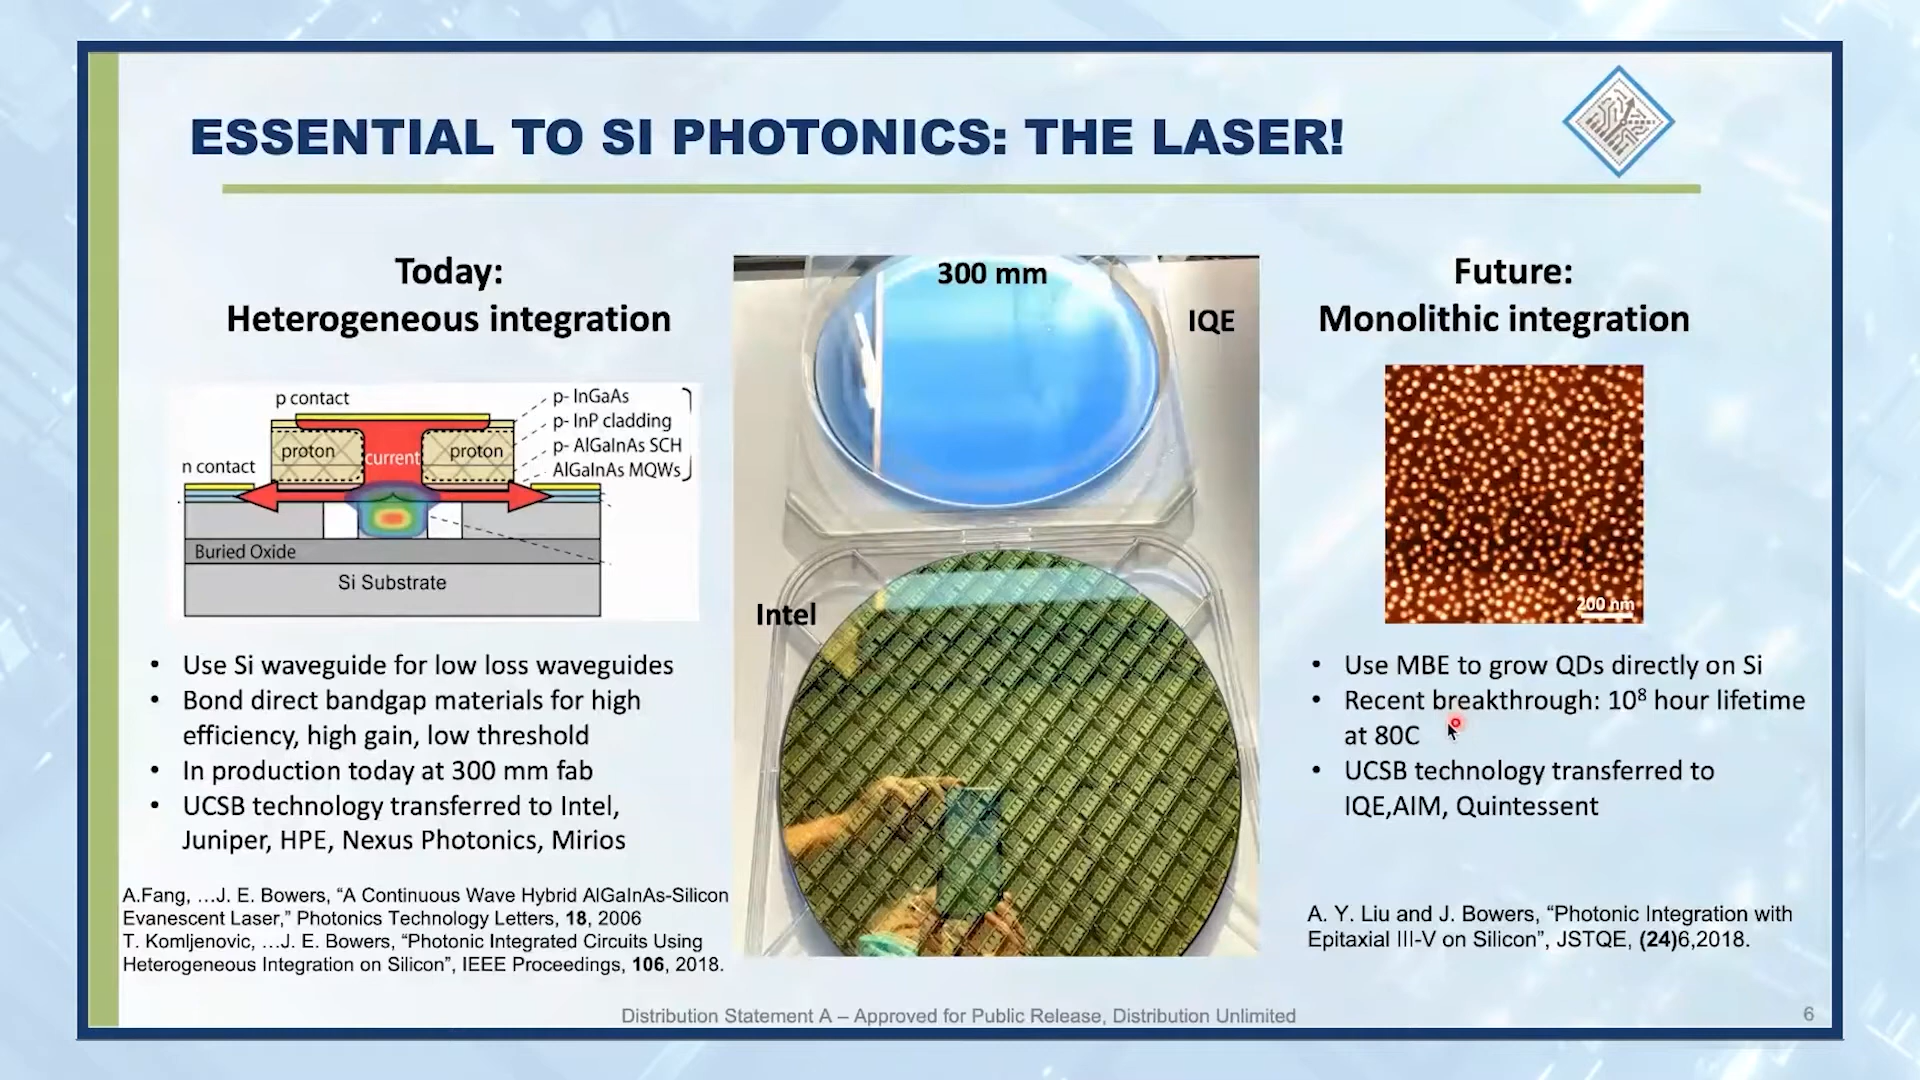 ESSENTIAL TO SI PHOTONICS: THE LASER!
Today:
Heterogeneous integration
p contact
p- InGaAs
p- InP cladding
p- AlGaInAs SCH
AlGaInAs MQWs
proton
current
proton
n contact
Buried Oxide
Si Substrate
• Use Si waveguide for low loss waveguides
• Bond direct bandgap materials for high
efficiency, high gain, low threshold
• In production today at 300 mm fab
• UCSB technology transferred to Intel,
Juniper, HPE, Nexus Photonics, Mirios
A.Fang, …J. E. Bowers, “A Continuous Wave Hybrid AlGaInAs-Silicon
Evanescent Laser,” Photonics Technology Letters, 18, 2006
T. Komljenovic, …J. E. Bowers, “Photonic Integrated Circuits Using
Heterogeneous Integration on Silicon”, IEEE Proceedings, 106, 2018.
300 mm
IQE
Intel
Future:
Monolithic integration
200 nm
• Use MBE to grow QDs directly on Si
• Recent breakthrough: 10⁸ hour lifetime
at 80C
• UCSB technology transferred to
IQE,AIM, Quintessent
A. Y. Liu and J. Bowers, “Photonic Integration with
Epitaxial III-V on Silicon”, JSTQE, (24)6,2018.
Distribution Statement A – Approved for Public Release, Distribution Unlimited
6